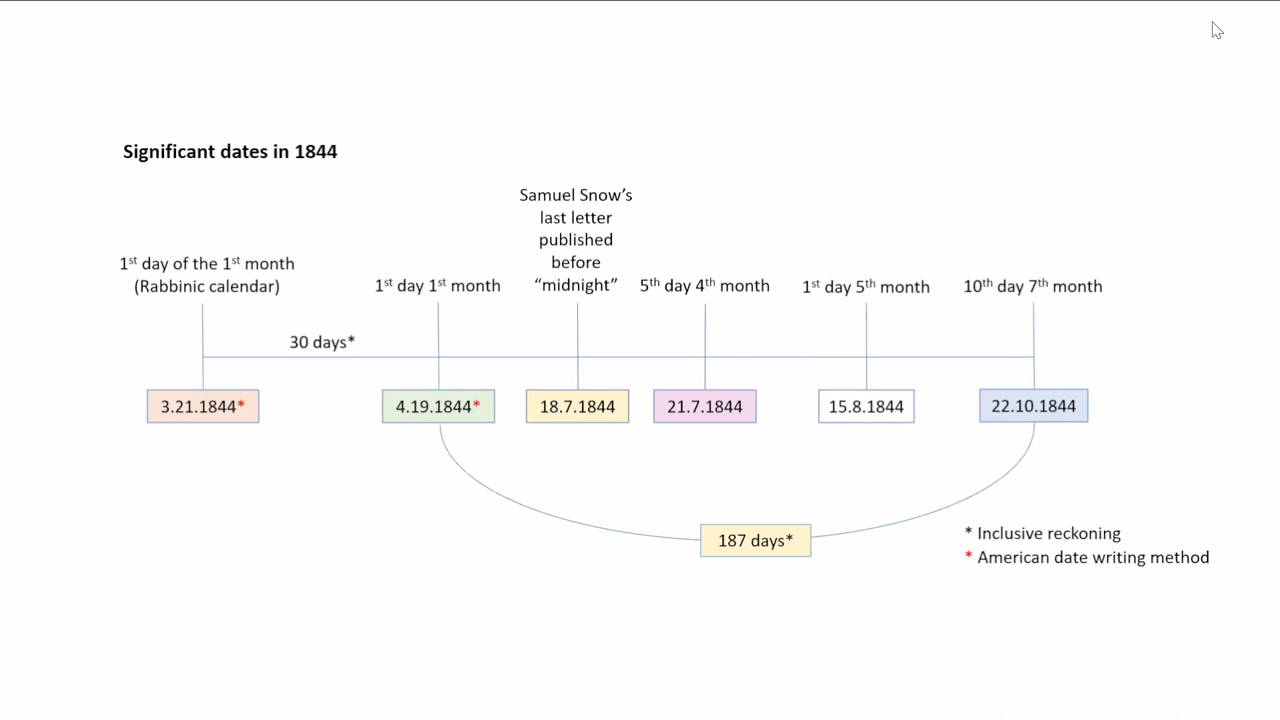 Significant dates in 1844
Samuel Snow’s
last letter
published
before
“midnight”
1st day of the 1st month
(Rabbinic calendar)
1st day 1st month
5th day 4th month
1st day 5th month
10th day 7th month
30 days*
3.21.1844*
4.19.1844*
18.7.1844
21.7.1844
15.8.1844
22.10.1844
187 days*
* Inclusive reckoning
* American date writing method